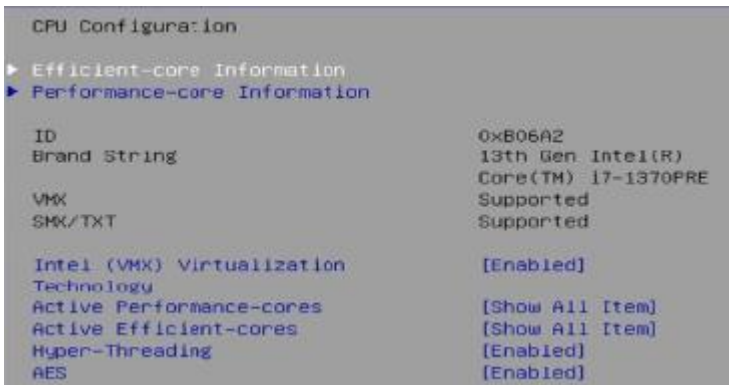 CPU Configuration
Efficient-core Information
Performance-core Information
ID 0xB06A2
Brand String 13th Gen Intel(R)
Core(TM) i7-1370PRE
VMX Supported
SMX/TXT Supported
Intel (VMX) Virtualization [Enabled]
Technology
Active Performance-cores [Show All Item]
Active Efficient-cores [Show All Item]
Hyper-Threading [Enabled]
AES [Enabled]